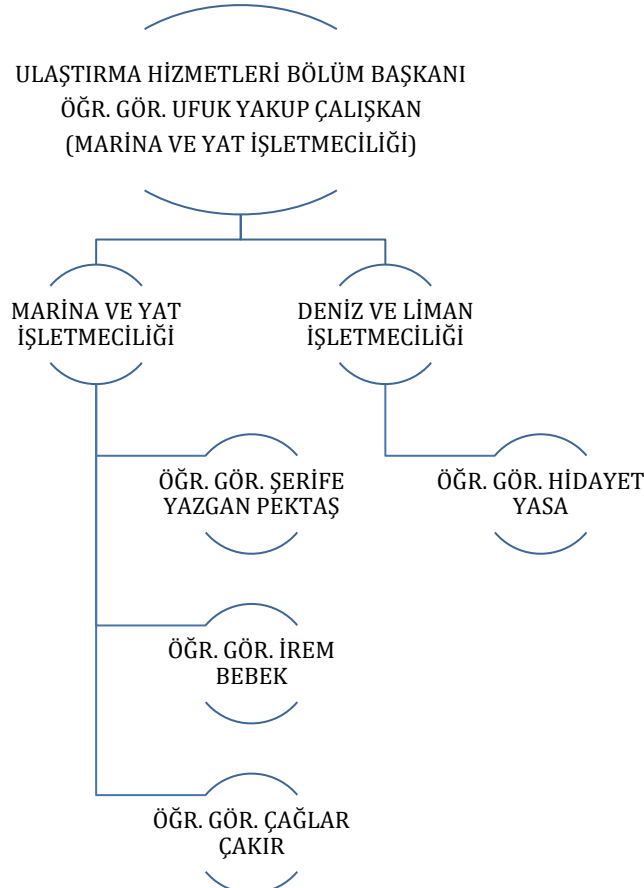 ULAŞTIRMA HİZMETLERİ BÖLÜM BAŞKANI
ÖĞR. GÖR. UFUK YAKUP ÇALIŞKAN
(MARİNA VE YAT İŞLETMECİLİĞİ)
MARİNA VE YAT
İŞLETMECİLİĞİ
DENİZ VE LİMAN
İŞLETMECİLİĞİ
ÖĞR. GÖR. ŞERİFE
YAZGAN PEKTAŞ
ÖĞR. GÖR. HİDAYET
YASA
ÖĞR. GÖR. İREM
BEBEK
ÖĞR. GÖR. ÇAĞLAR
ÇAKIR